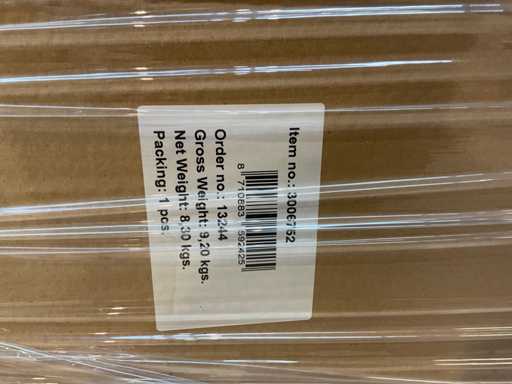 Item no.: 3006752
8 710883 592425
Order no.: 13244
Gross Weight: 9,20 kgs.
Net Weight: 8,30 kgs.
Packing: 1 pcs.